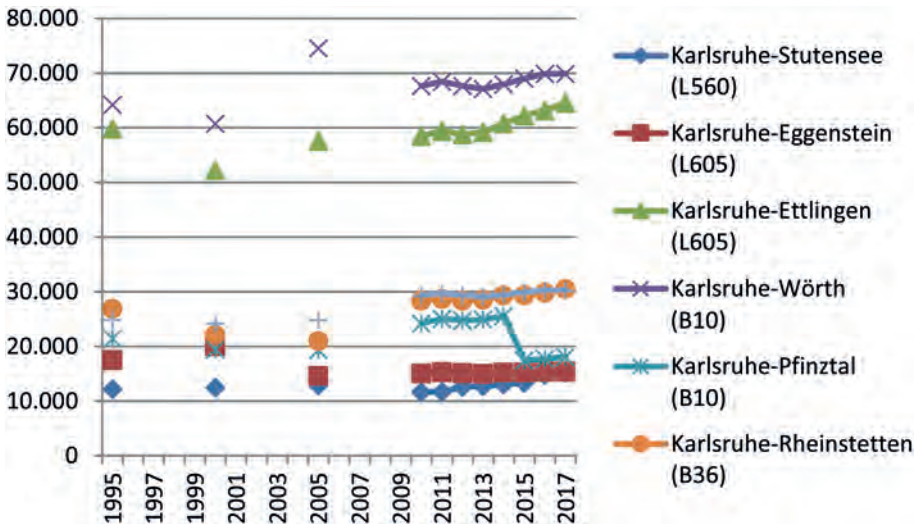 80.000
70.000
60.000
50.000
40.000
30.000
20.000
10.000
0
1995
1997
1999
2001
2003
2005
2007
2009
2011
2013
2015
2017
Karlsruhe-Stutensee
(L560)
Karlsruhe-Eggenstein
(L605)
Karlsruhe-Ettlingen
(L605)
Karlsruhe-Wörth
(B10)
Karlsruhe-Pfinztal
(B10)
Karlsruhe-Rheinstetten
(B36)